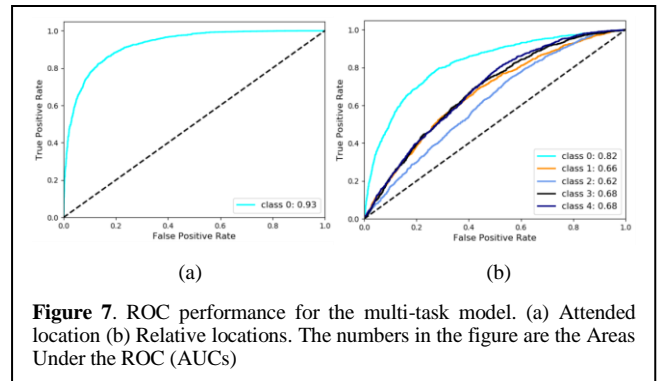 1.0
0.8
0.6
0.4
0.2
0.0
True Positive Rate
0.0 0.2 0.4 0.6 0.8 1.0
False Positive Rate
class 0: 0.93
(a)
1.0
0.8
0.6
0.4
0.2
0.0
True Positive Rate
0.0 0.2 0.4 0.6 0.8 1.0
False Positive Rate
class 0: 0.82
class 1: 0.66
class 2: 0.62
class 3: 0.68
class 4: 0.68
(b)
Figure 7. ROC performance for the multi-task model. (a) Attended
location (b) Relative locations. The numbers in the figure are the Areas
Under the ROC (AUCs)